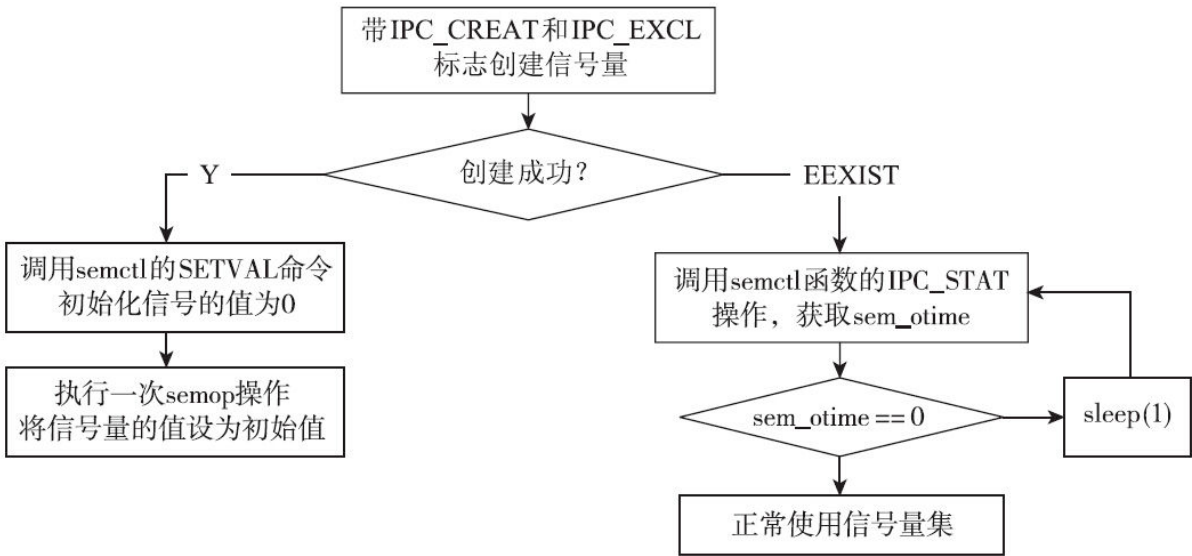 带IPC_CREAT和IPC_EXCL
标志创建信号量
创建成功?
Y
EEXIST
调用semctl的SETVAL命令
初始化信号的值为0
执行一次semop操作
将信号量的值设为初始值
调用semctl函数的IPC_STAT
操作，获取sem_otime
sem_otime==0
sleep(1)
正常使用信号量集